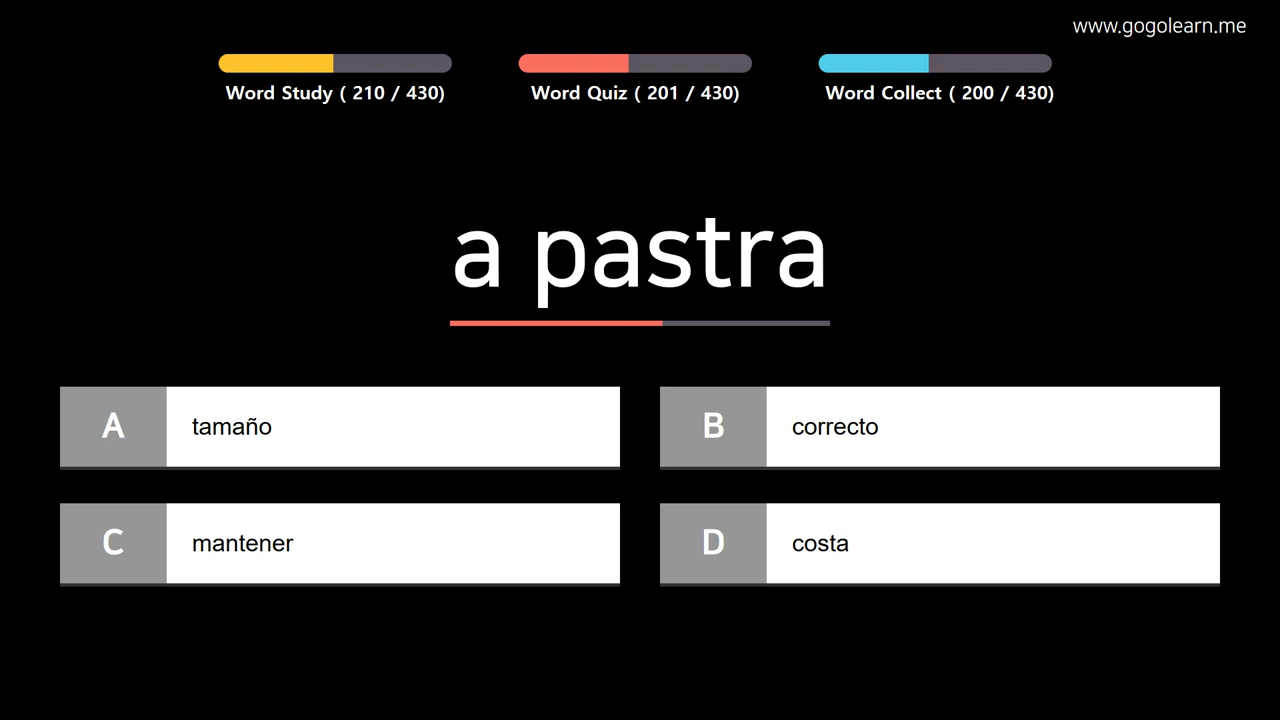 www.gogolearn.me
Word Study ( 210 / 430)
Word Quiz ( 201 / 430)
Word Collect ( 200 / 430)
a pastra
A
tamaño
B
correcto
C
mantener
D
costa